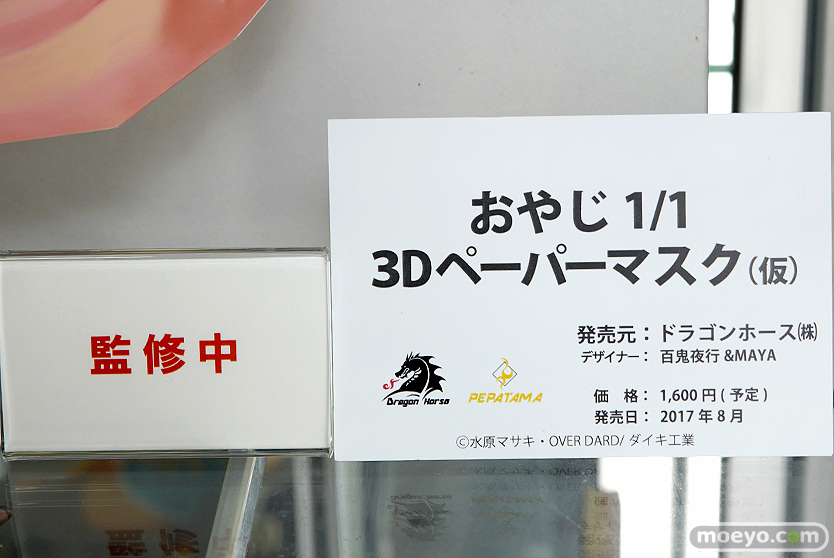 おやじ 1/1
3Dペーパーマスク(仮)
監修中
発売元：ドラゴンホース㈱
デザイナー： 百鬼夜行&MAYA
Dragon Horse
PEPATAMA
価 格： 1,600円(予定)
発売日： 2017年8月
©水原マサキ・OVER DARD/ダイキ工業
moeyo.com